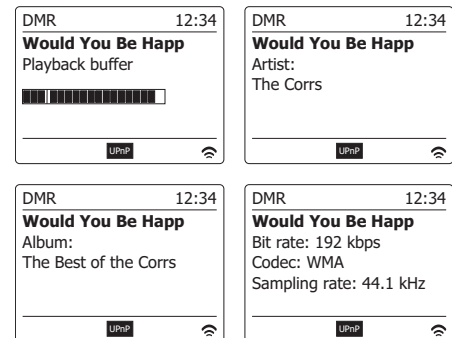 DMR 12:34
Would You Be Happ
Playback buffer
UPnP
DMR 12:34
Would You Be Happ
Artist:
The Corrs
UPnP
DMR 12:34
Would You Be Happ
Album:
The Best of the Corrs
UPnP
DMR 12:34
Would You Be Happ
Bit rate: 192 kbps
Codec: WMA
Sampling rate: 44.1 kHz
UPnP